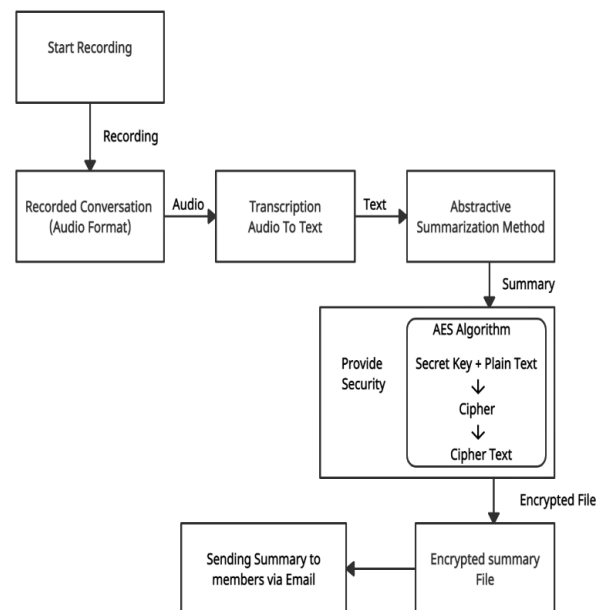 Start Recording
Recording
Recorded Conversation
(Audio Format)
Audio
Transcription
Audio To Text
Text
Abstractive
Summarization Method
Summary
Provide
Security
AES Algorithm
Secret Key + Plain Text
Cipher
Cipher Text
Encrypted File
Encrypted summary
File
Sending Summary to
members via Email